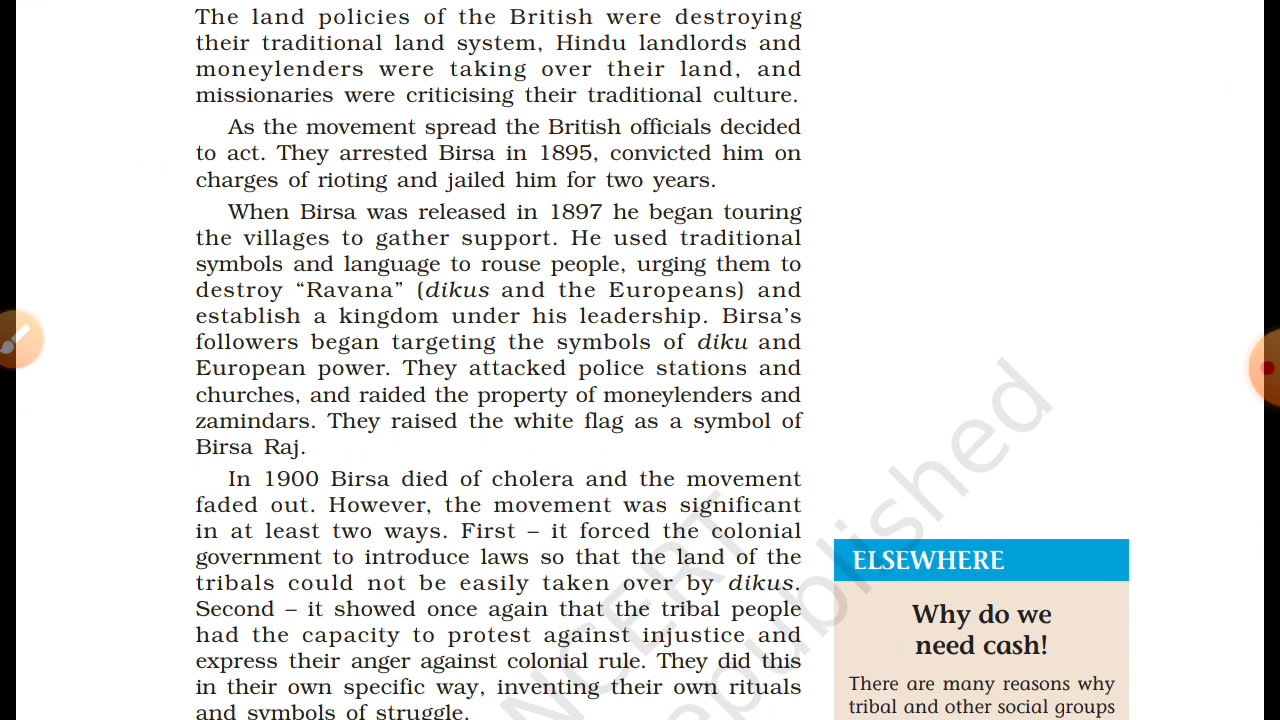 The land policies of the British were destroying
their traditional land system, Hindu landlords and
moneylenders were taking over their land, and
missionaries were criticising their traditional culture.
As the movement spread the British officials decided
to act. They arrested Birsa in 1895, convicted him on
charges of rioting and jailed him for two years.
When Birsa was released in 1897 he began touring
the villages to gather support. He used traditional
symbols and language to rouse people, urging them to
destroy “Ravana” (dikus and the Europeans) and
establish a kingdom under his leadership. Birsa’s
followers began targeting the symbols of diku and
European power. They attacked police stations and
churches, and raided the property of moneylenders and
zamindars. They raised the white flag as a symbol of
Birsa Raj.
In 1900 Birsa died of cholera and the movement
faded out. However, the movement was significant
in at least two ways. First – it forced the colonial
government to introduce laws so that the land of the
tribals could not be easily taken over by dikus.
Second – it showed once again that the tribal people
had the capacity to protest against injustice and
express their anger against colonial rule. They did this
in their own specific way, inventing their own rituals
and symbols of struggle.
ELSEWHERE
Why do we
need cash!
There are many reasons why
tribal and other social groups
NCERT
republished